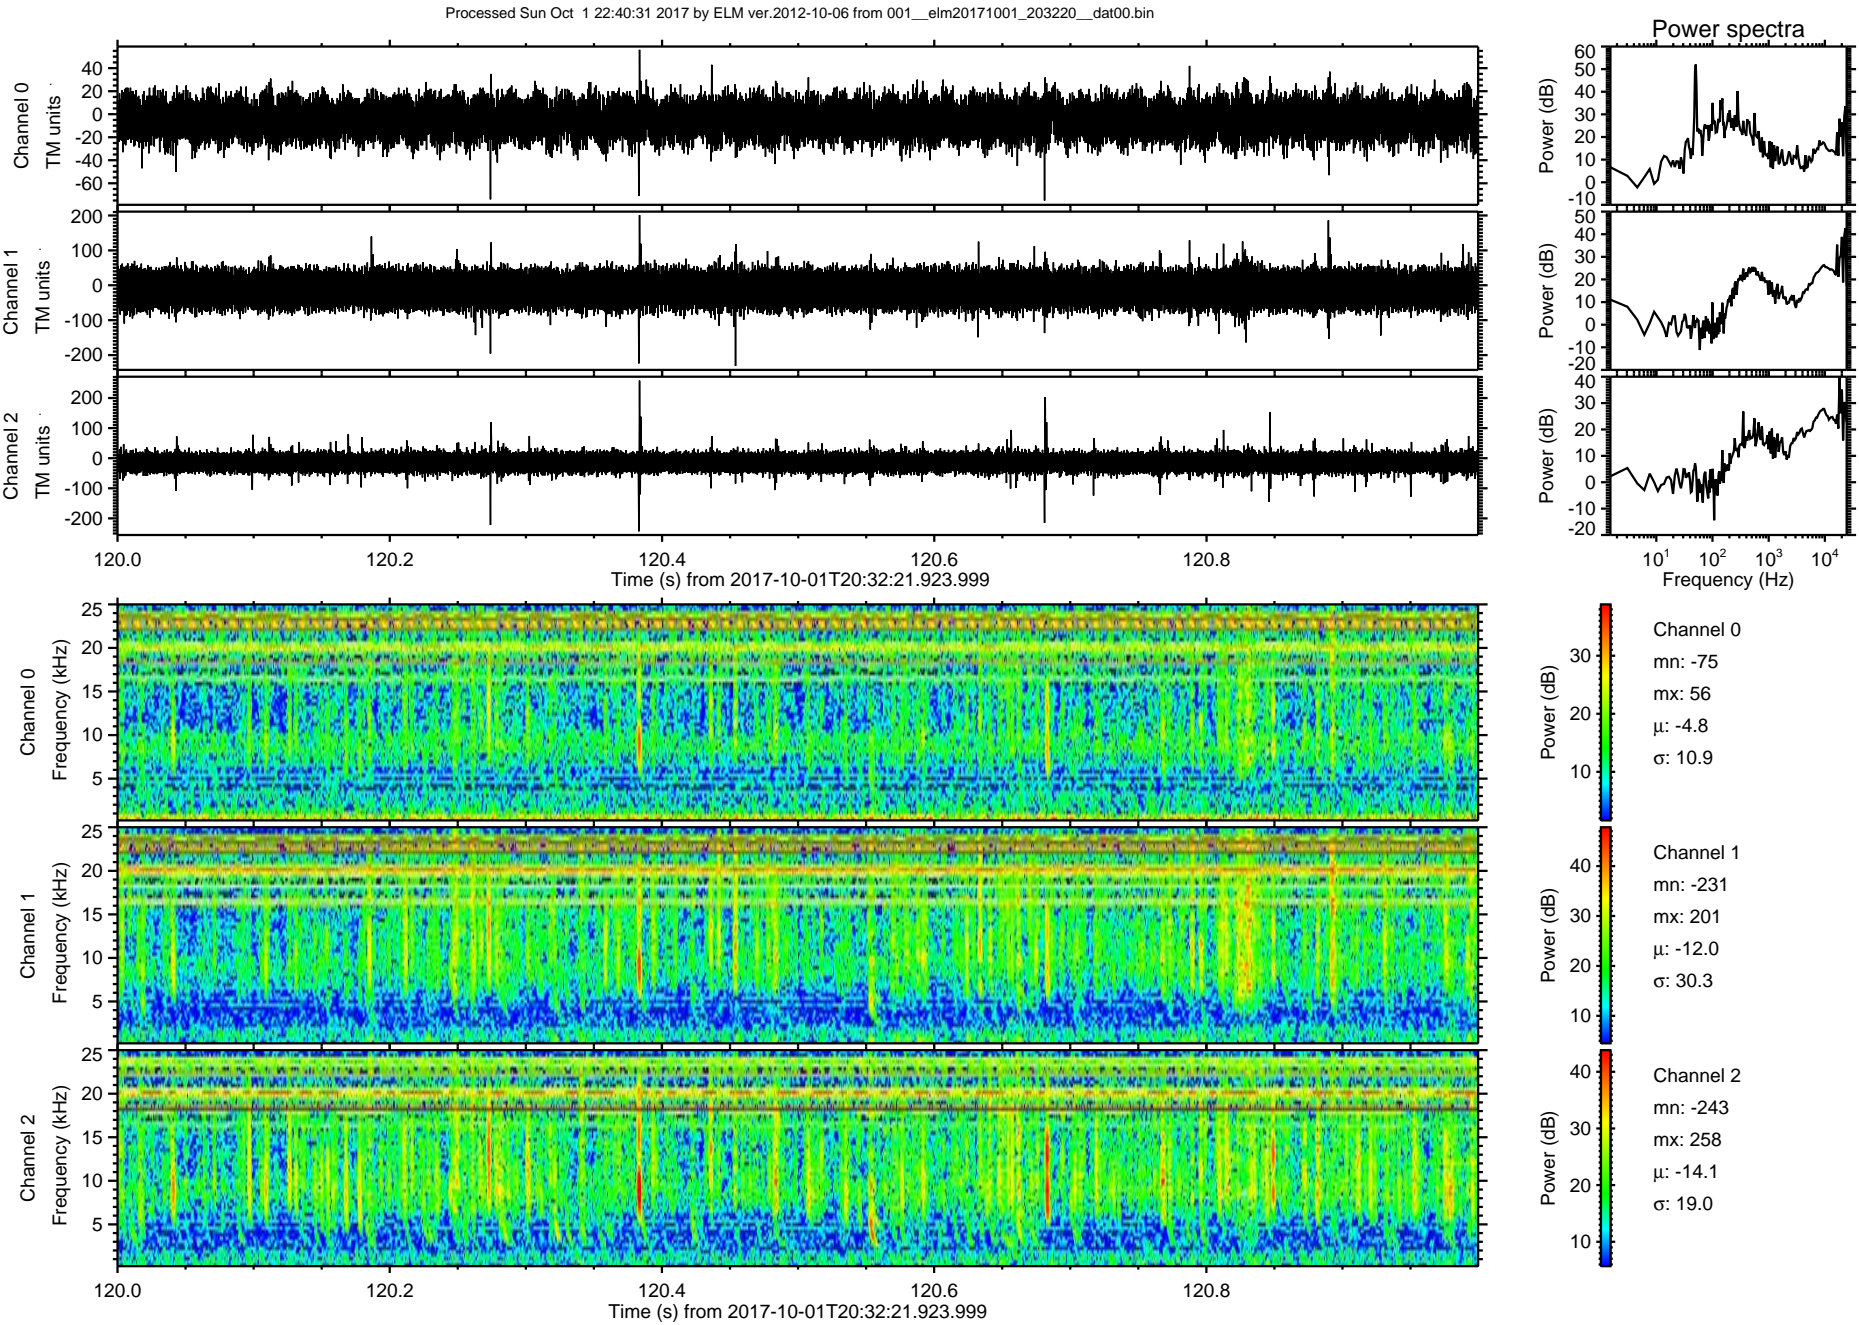 Processed Sun Oct 1 22:40:31 2017 by ELM ver.2012-10-06 from 001__elm20171001_203220__dat00.bin
Power spectra
Channel 0
TM units
40
20
0
-20
-40
-60
Power (dB)
60
50
40
30
20
10
0
-10
Channel 1
TM units
200
100
0
-100
-200
Power (dB)
50
40
30
20
10
0
-10
-20
Channel 2
TM units
200
100
0
-100
-200
Power (dB)
40
30
20
10
0
-10
-20
120.0 120.2 120.4 120.6 120.8
Time (s) from 2017-10-01T20:32:21.923.999
10^1 10^2 10^3 10^4
Frequency (Hz)
Channel 0
Frequency (kHz)
25
20
15
10
5
Power (dB)
30
20
10
Channel 0
mn: -75
mx: 56
μ: -4.8
σ: 10.9
Channel 1
Frequency (kHz)
25
20
15
10
5
Power (dB)
40
30
20
10
Channel 1
mn: -231
mx: 201
μ: -12.0
σ: 30.3
Channel 2
Frequency (kHz)
25
20
15
10
5
Power (dB)
40
30
20
10
Channel 2
mn: -243
mx: 258
μ: -14.1
σ: 19.0
120.0 120.2 120.4 120.6 120.8
Time (s) from 2017-10-01T20:32:21.923.999